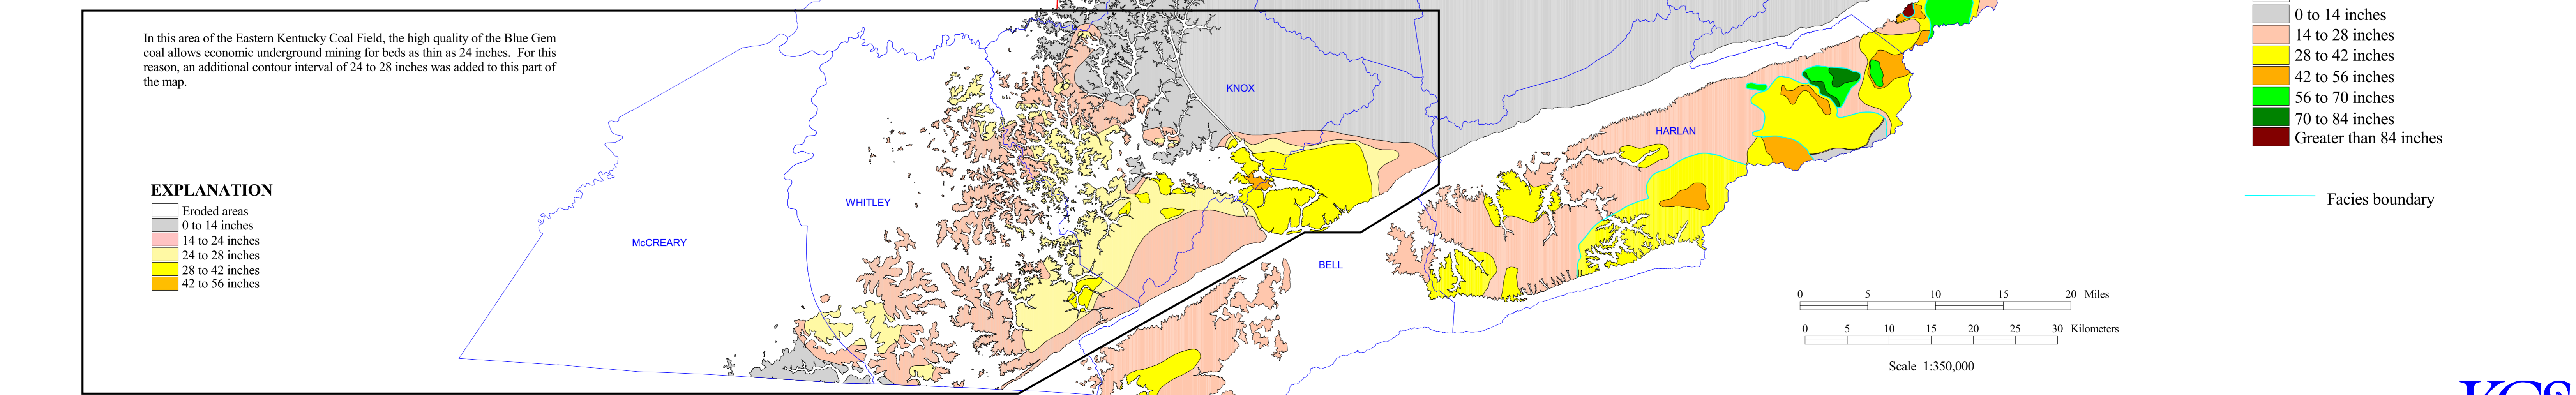 In this area of the Eastern Kentucky Coal Field, the high quality of the Blue Gem
coal allows economic underground mining for beds as thin as 24 inches.  For this
reason, an additional contour interval of 24 to 28 inches was added to this part of
the map.
EXPLANATION
Eroded areas
0 to 14 inches
14 to 24 inches
24 to 28 inches
28 to 42 inches
42 to 56 inches
McCREARY
WHITLEY
KNOX
BELL
HARLAN
0 to 14 inches
14 to 28 inches
28 to 42 inches
42 to 56 inches
56 to 70 inches
70 to 84 inches
Greater than 84 inches
Facies boundary
0 5 10 15 20 Miles
0 5 10 15 20 25 30 Kilometers
Scale 1:350,000